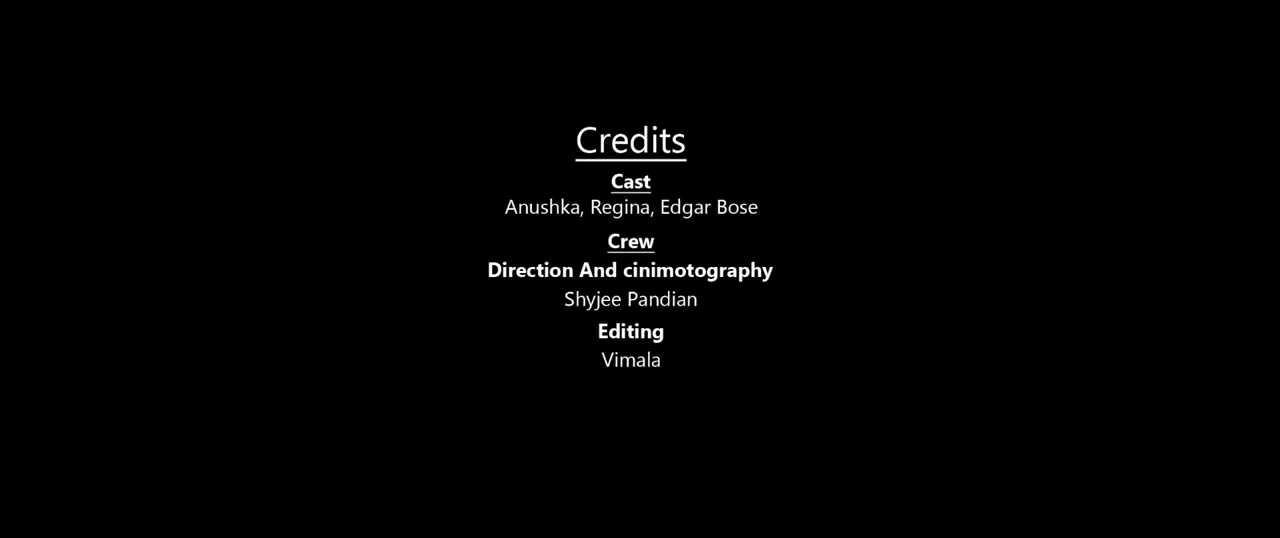 Credits
Cast
Anushka, Regina, Edgar Bose
Crew
Direction And cinimotography
Shyjee Pandian
Editing
Vimala